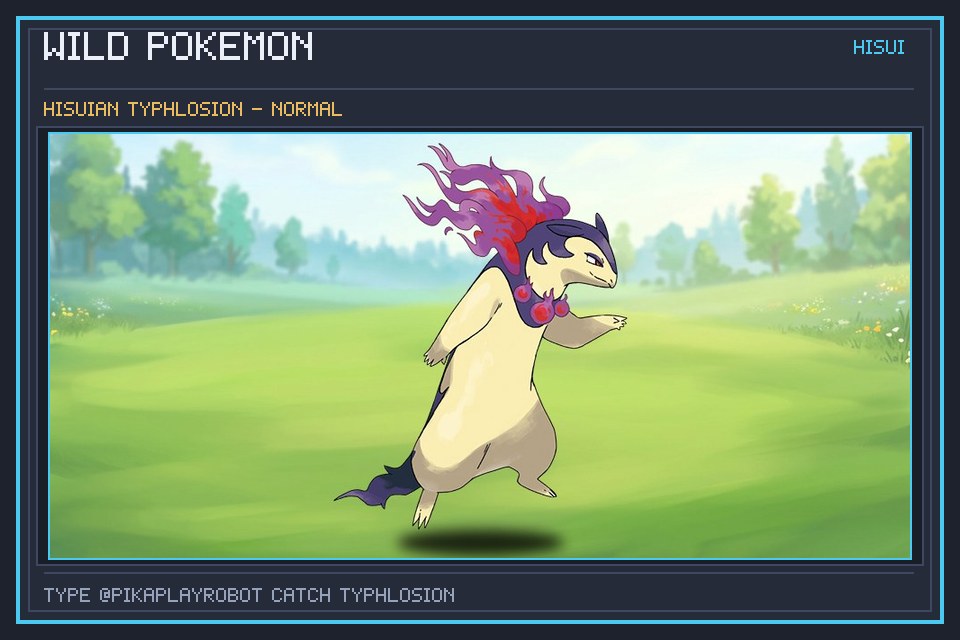 WILD POKEMON
HISUI
HISUIAN TYPHLOSION - NORMAL
TYPE @PIKAPLAYROBOT CATCH TYPHLOSION